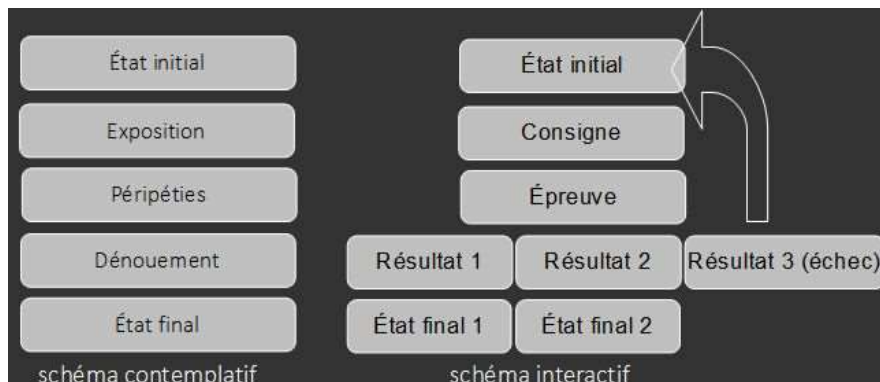 État initial
Exposition
Péripéties
Dénouement
État final
schéma contemplatif
État initial
Consigne
Épreuve
Résultat 1
Résultat 2
Résultat 3 (échec)
État final 1
État final 2
schéma interactif